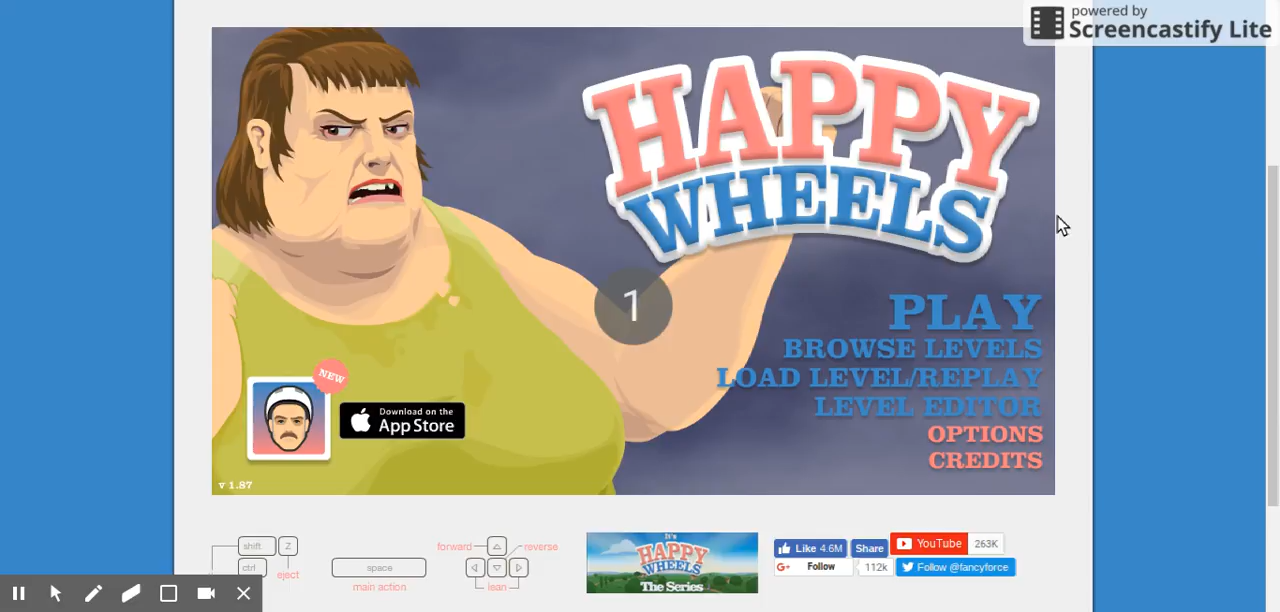 powered by
Screencastify Lite
HAPPY
WHEELS
1
PLAY
BROWSE LEVELS
LOAD LEVEL/REPLAY
LEVEL EDITOR
OPTIONS
CREDITS
NEW
Download on the
App Store
v 1.87
shift Z
ctrl
eject
space
main action
forward reverse
lean
It's
HAPPY
WHEELS
The Series
Like 4.6M Share YouTube 263K
G+ Follow 112k Follow @fancyforce